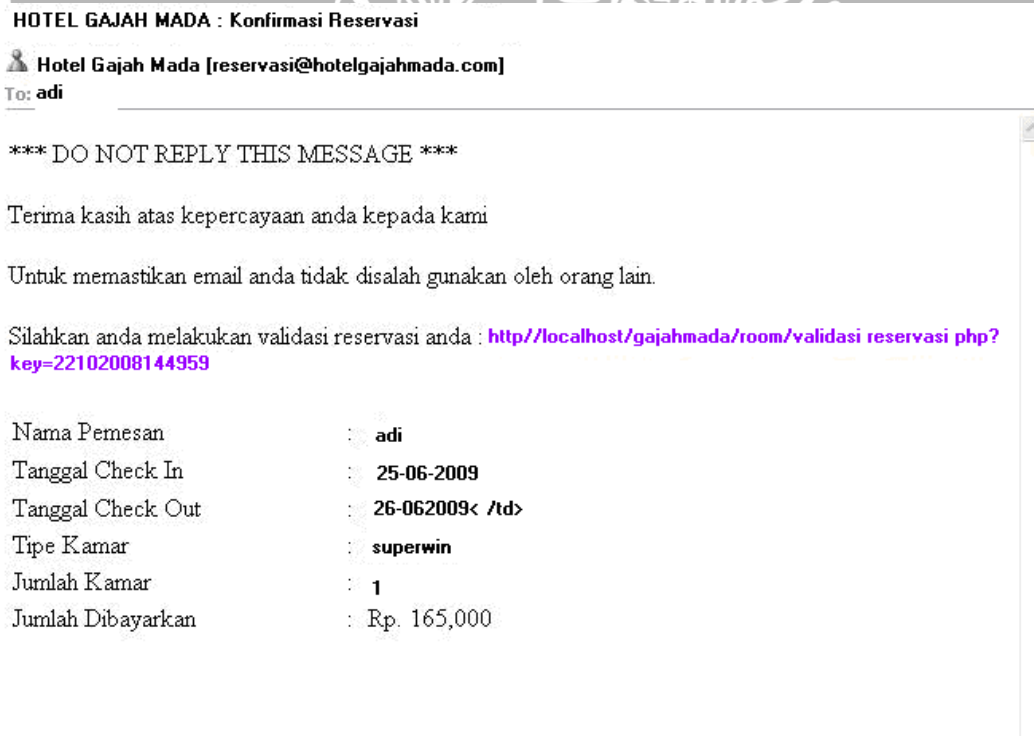 HOTEL GAJAH MADA : Konfirmasi Reservasi
Hotel Gajah Mada [reservasi@hotelgajahmada.com]
To: adi
*** DO NOT REPLY THIS MESSAGE ***
Terima kasih atas kepercayaan anda kepada kami
Untuk memastikan email anda tidak disalah gunakan oleh orang lain.
Silahkan anda melakukan validasi reservasi anda : http//localhost/gajahmada/room/validasi reservasi php?
key=22102008144959
Nama Pemesan : adi
Tanggal Check In : 25-06-2009
Tanggal Check Out : 26-062009< /td>
Tipe Kamar : superwin
Jumlah Kamar : 1
Jumlah Dibayarkan : Rp. 165,000